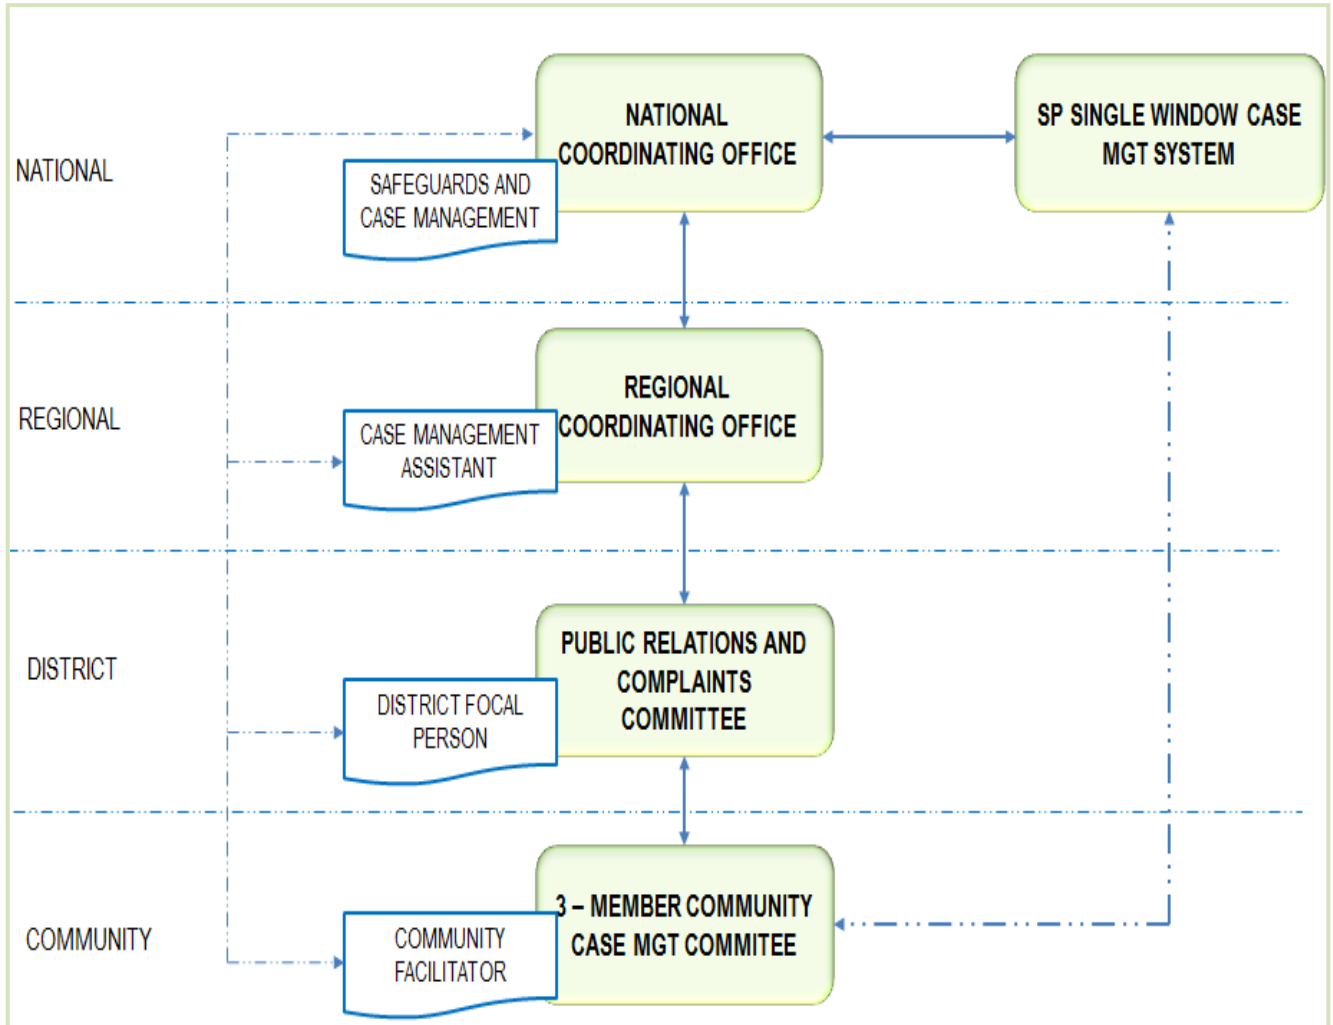 NATIONAL
NATIONAL
COORDINATING OFFICE
SP SINGLE WINDOW CASE
MGT SYSTEM
SAFEGUARDS AND
CASE MANAGEMENT
REGIONAL
REGIONAL
COORDINATING OFFICE
CASE MANAGEMENT
ASSISTANT
DISTRICT
PUBLIC RELATIONS AND
COMPLAINTS
COMMITTEE
DISTRICT FOCAL
PERSON
COMMUNITY
3 – MEMBER COMMUNITY
CASE MGT COMMITEE
COMMUNITY
FACILITATOR